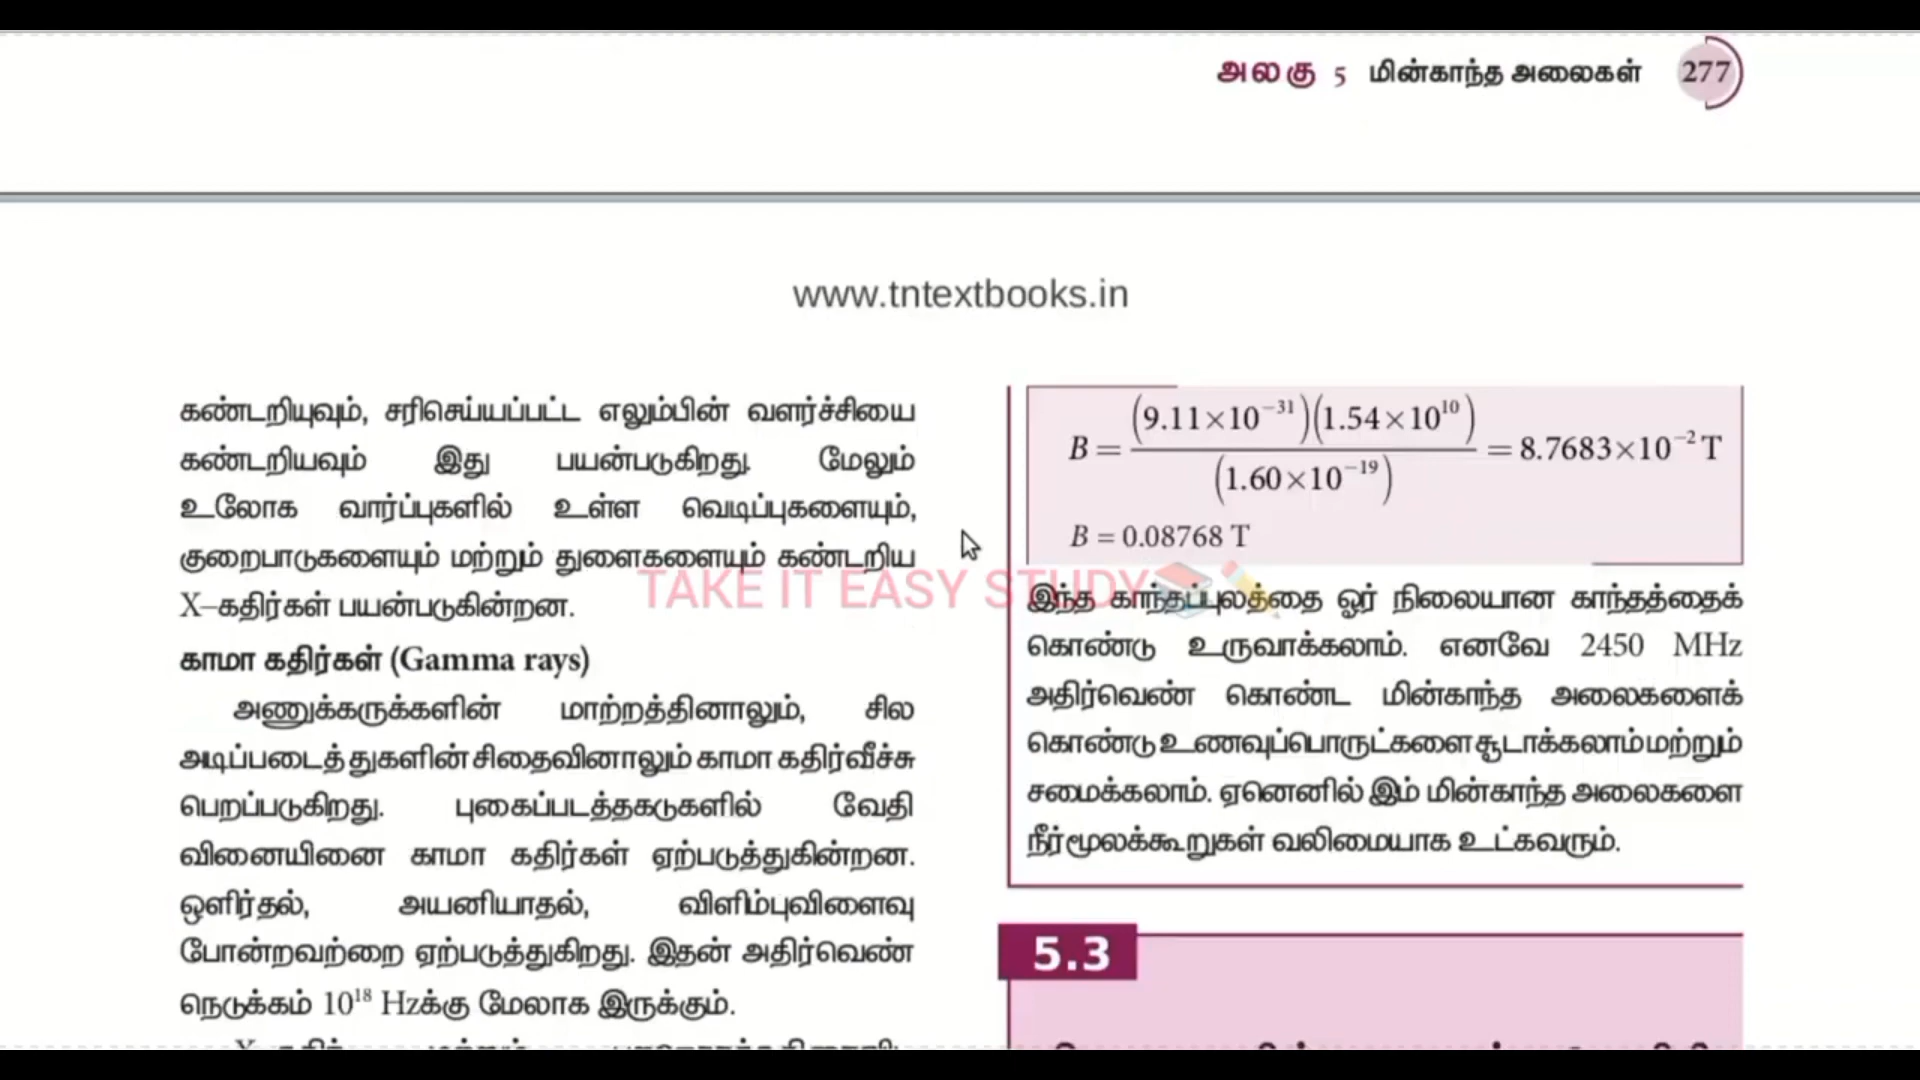 அலகு 5 மின்காந்த அலைகள் 277
www.tntextbooks.in
கண்டறியுவும், சரிசெய்யப்பட்ட எலும்பின் வளர்ச்சியை
கண்டறியவும் இது பயன்படுகிறது. மேலும்
உலோக வார்ப்புகளில் உள்ள வெடிப்புகளையும்,
குறைபாடுகளையும் மற்றும் துளைகளையும் கண்டறிய
X–கதிர்கள் பயன்படுகின்றன.
காமா கதிர்கள் (Gamma rays)
அணுக்கருக்களின் மாற்றத்தினாலும், சில
அடிப்படைத் துகளின் சிதைவினாலும் காமா கதிர்வீச்சு
பெறப்படுகிறது. புகைப்படத்தகடுகளில் வேதி
வினையினை காமா கதிர்கள் ஏற்படுத்துகின்றன.
ஒளிர்தல், அயனியாதல், விளிம்புவிளைவு
போன்றவற்றை ஏற்படுத்துகிறது. இதன் அதிர்வெண்
நெடுக்கம் 10¹⁸ Hzக்கு மேலாக இருக்கும்.
B = (9.11×10⁻³¹)(1.54×10¹⁰) / (1.60×10⁻¹⁹) = 8.7683×10⁻² T
B = 0.08768 T
இந்த காந்தப்புலத்தை ஓர் நிலையான காந்தத்தைக்
கொண்டு உருவாக்கலாம். எனவே 2450 MHz
அதிர்வெண் கொண்ட மின்காந்த அலைகளைக்
கொண்டு உணவுப்பொருட்களை சூடாக்கலாம் மற்றும்
சமைக்கலாம். ஏனெனில் இம் மின்காந்த அலைகளை
நீர்மூலக்கூறுகள் வலிமையாக உட்கவரும்.
5.3
TAKE IT EASY STUDY